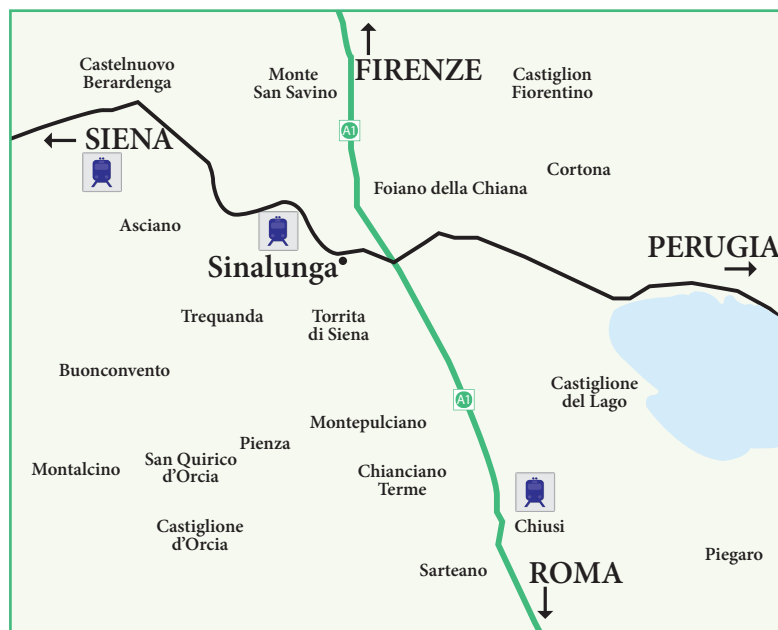 Castelnuovo
Berardenga
Monte
San Savino
FIRENZE
Castiglion
Fiorentino
A1
SIENA
Cortona
Foiano della Chiana
Asciano
PERUGIA
Sinalunga
Trequanda
Torrita
di Siena
Buonconvento
Castiglione
del Lago
A1
Montepulciano
Pienza
San Quirico
d'Orcia
Montalcino
Chianciano
Terme
Castiglione
d'Orcia
Chiusi
Piegaro
Sarteano
ROMA